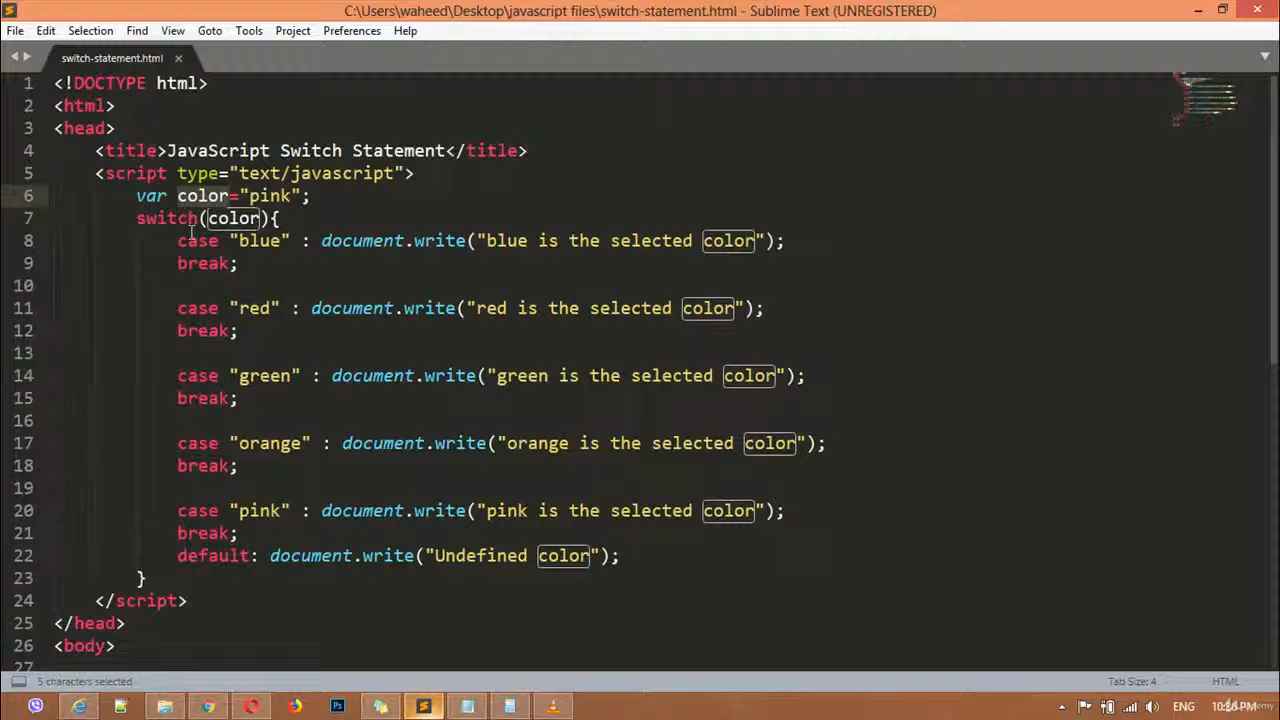 C:\Users\waheed\Desktop\javascript files\switch-statement.html - Sublime Text (UNREGISTERED)
File Edit Selection Find View Goto Tools Project Preferences Help
switch-statement.html
1 <!DOCTYPE html>
2 <html>
3 <head>
4 <title>JavaScript Switch Statement</title>
5 <script type="text/javascript">
6 var color="pink";
7 switch(color){
8 case "blue" : document.write("blue is the selected color");
9 break;
10
11 case "red" : document.write("red is the selected color");
12 break;
13
14 case "green" : document.write("green is the selected color");
15 break;
16
17 case "orange" : document.write("orange is the selected color");
18 break;
19
20 case "pink" : document.write("pink is the selected color");
21 break;
22 default: document.write("Undefined color");
23 }
24 </script>
25 </head>
26 <body>
27
5 characters selected Tab Size: 4 HTML
Ps ENG